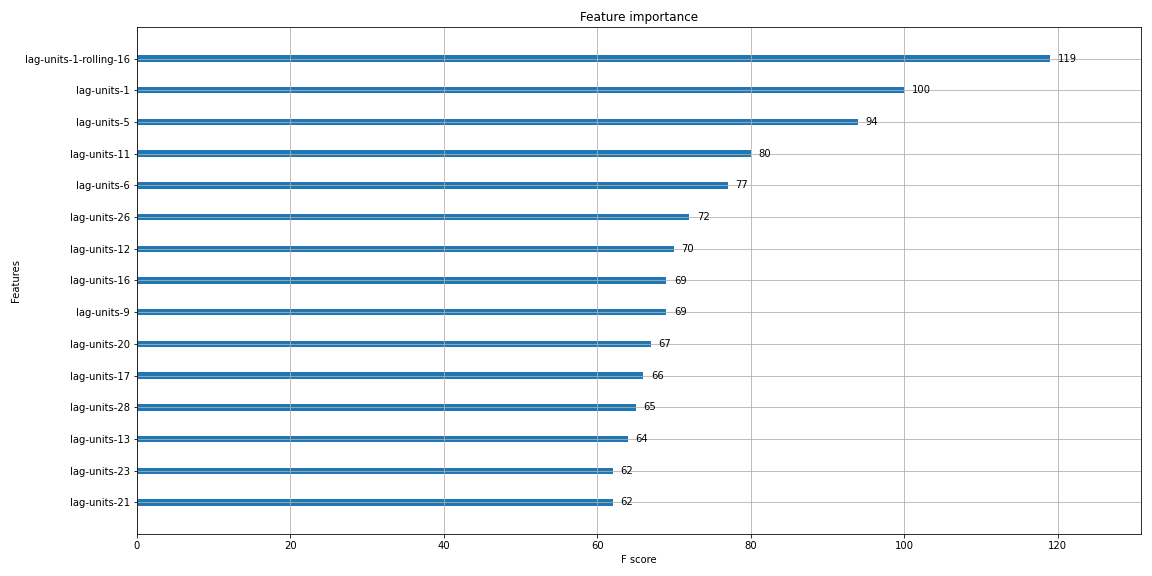 Feature importance
lag-units-1-rolling-16 119
lag-units-1 100
lag-units-5 94
lag-units-11 80
lag-units-6 77
lag-units-26 72
lag-units-12 70
lag-units-16 69
lag-units-9 69
lag-units-20 67
lag-units-17 66
lag-units-28 65
lag-units-13 64
lag-units-23 62
lag-units-21 62
Features
0 20 40 60 80 100 120
F score